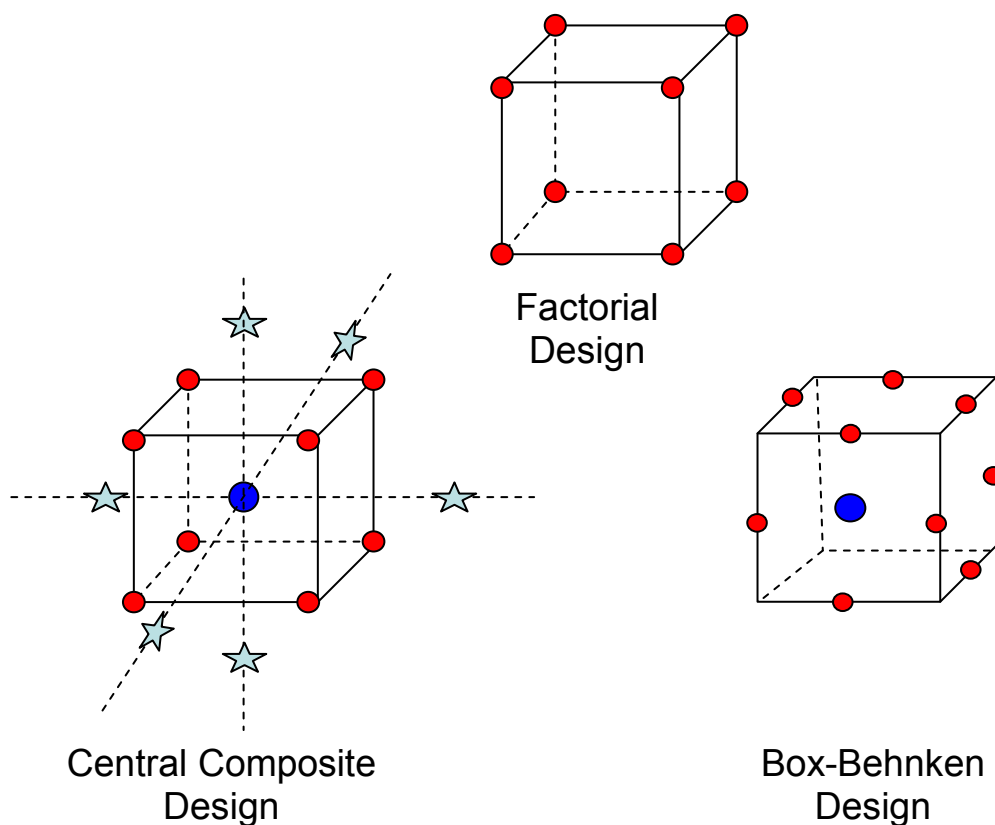 Factorial
Design
Central Composite
Design
Box-Behnken
Design